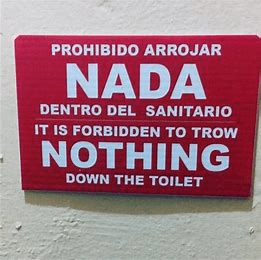 PROHIBIDO ARROJAR
NADA
DENTRO DEL SANITARIO
IT IS FORBIDDEN TO TROW
NOTHING
DOWN THE TOILET